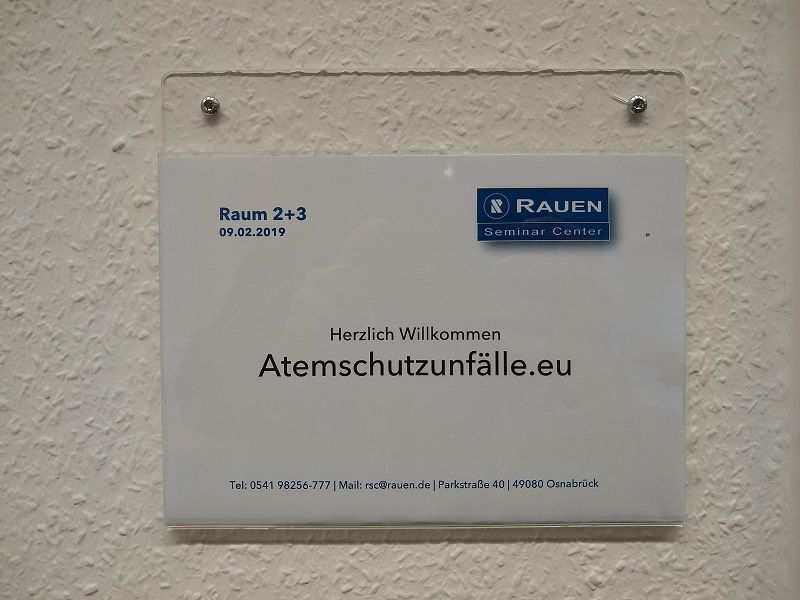 Raum 2+3
09.02.2019
RAUEN
Seminar Center
Herzlich Willkommen
Atemschutzunfälle.eu
Tel: 0541 98256-777 | Mail: rsc@rauen.de | Parkstraße 40 | 49080 Osnabrück